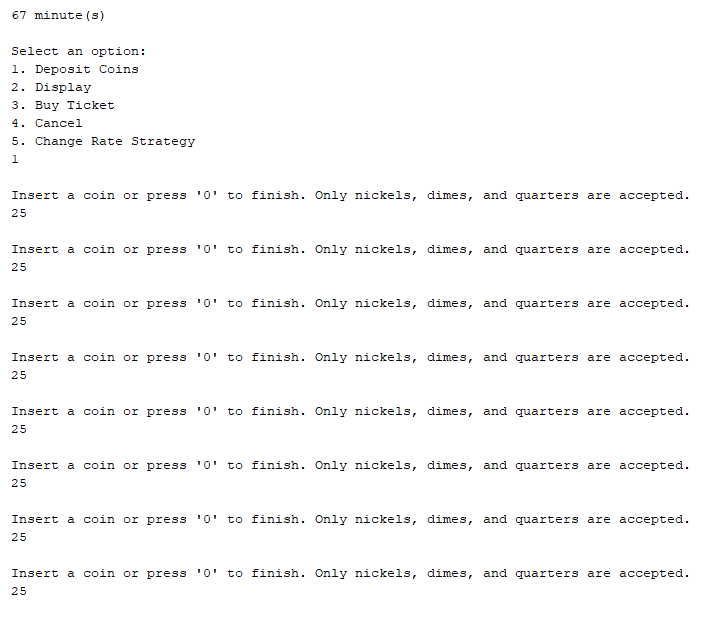 67 minute(s)
Select an option:
1. Deposit Coins
2. Display
3. Buy Ticket
4. Cancel
5. Change Rate Strategy
1
Insert a coin or press '0' to finish. Only nickels, dimes, and quarters are accepted.
25
Insert a coin or press '0' to finish. Only nickels, dimes, and quarters are accepted.
25
Insert a coin or press '0' to finish. Only nickels, dimes, and quarters are accepted.
25
Insert a coin or press '0' to finish. Only nickels, dimes, and quarters are accepted.
25
Insert a coin or press '0' to finish. Only nickels, dimes, and quarters are accepted.
25
Insert a coin or press '0' to finish. Only nickels, dimes, and quarters are accepted.
25
Insert a coin or press '0' to finish. Only nickels, dimes, and quarters are accepted.
25
Insert a coin or press '0' to finish. Only nickels, dimes, and quarters are accepted.
25